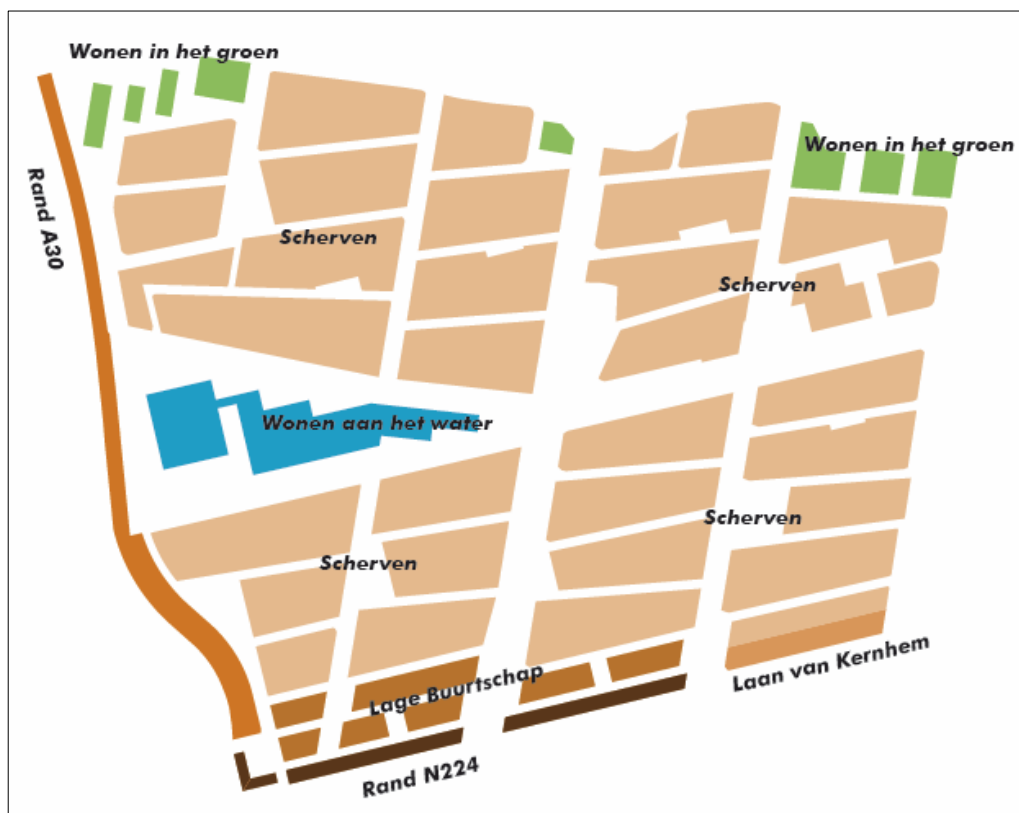 Wonen in het groen
Wonen in het groen
Rand A30
Scherven
Scherven
Wonen aan het water
Scherven
Scherven
Laan van Kernhem
Lage Buurtschap
Rand N224